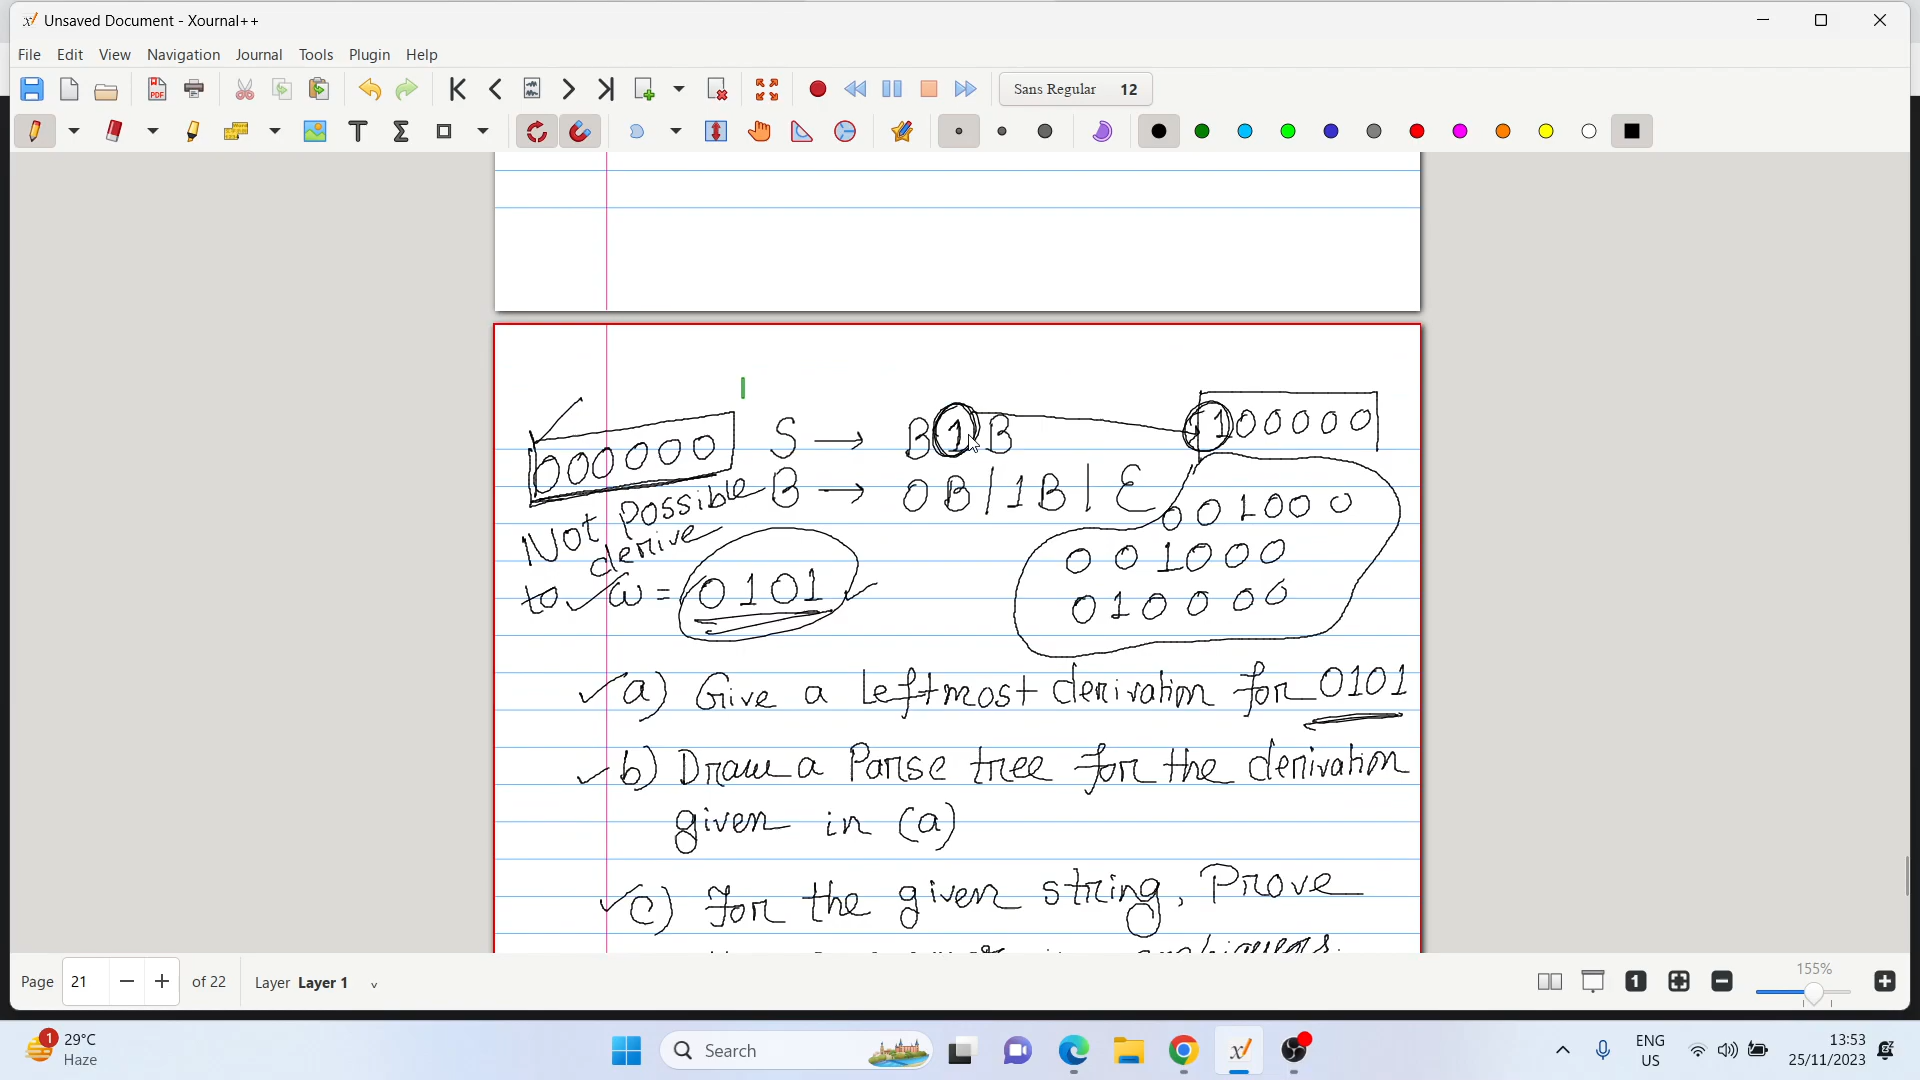 Unsaved Document - Xournal++
File Edit View Navigation Journal Tools Plugin Help
PDF
Sans Regular 12
000000 S → B1B 100000
B → 0B | 1B | Ɛ
Not Possible
derive
to ω = 0101
001000
001000
010000
a) Give a leftmost derivation for 0101
b) Draw a Parse tree for the derivation
given in (a)
c) for the given string, Prove
Page 21 of 22 Layer Layer 1
155%
1
29°C
Haze
Search
ENG
US
13:53
25/11/2023